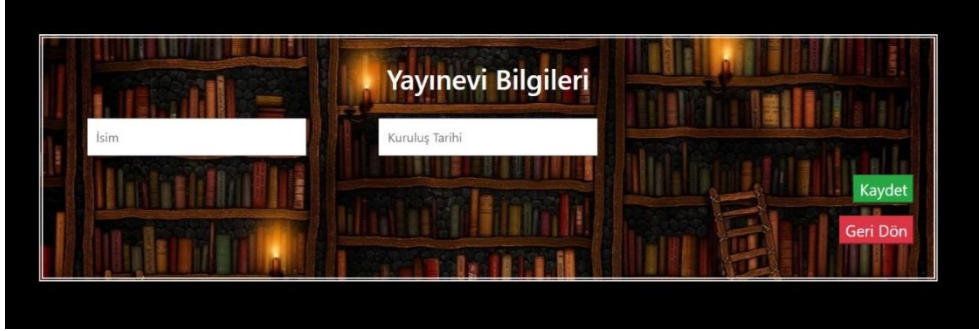 Yayınevi Bilgileri
İsim
Kuruluş Tarihi
Kaydet
Geri Dön